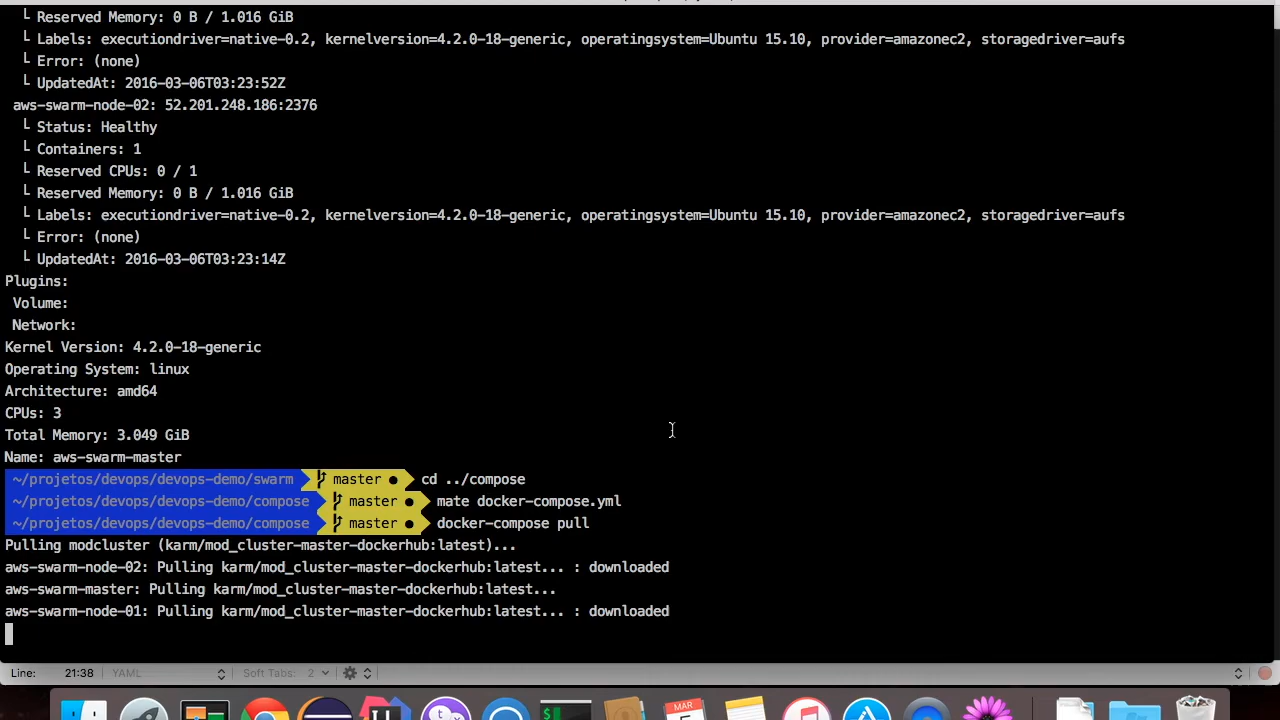 └ Reserved Memory: 0 B / 1.016 GiB
└ Labels: executiondriver=native-0.2, kernelversion=4.2.0-18-generic, operatingsystem=Ubuntu 15.10, provider=amazonec2, storagedriver=aufs
└ Error: (none)
└ UpdatedAt: 2016-03-06T03:23:52Z
aws-swarm-node-02: 52.201.248.186:2376
└ Status: Healthy
└ Containers: 1
└ Reserved CPUs: 0 / 1
└ Reserved Memory: 0 B / 1.016 GiB
└ Labels: executiondriver=native-0.2, kernelversion=4.2.0-18-generic, operatingsystem=Ubuntu 15.10, provider=amazonec2, storagedriver=aufs
└ Error: (none)
└ UpdatedAt: 2016-03-06T03:23:14Z
Plugins:
Volume:
Network:
Kernel Version: 4.2.0-18-generic
Operating System: linux
Architecture: amd64
CPUs: 3
Total Memory: 3.049 GiB
Name: aws-swarm-master
~/projetos/devops/devops-demo/swarm master ● cd ../compose
~/projetos/devops/devops-demo/compose master ● mate docker-compose.yml
~/projetos/devops/devops-demo/compose master ● docker-compose pull
Pulling modcluster (karm/mod_cluster-master-dockerhub:latest)...
aws-swarm-node-02: Pulling karm/mod_cluster-master-dockerhub:latest... : downloaded
aws-swarm-master: Pulling karm/mod_cluster-master-dockerhub:latest...
aws-swarm-node-01: Pulling karm/mod_cluster-master-dockerhub:latest... : downloaded
Line: 21:38 YAML Soft Tabs: 2
MAR